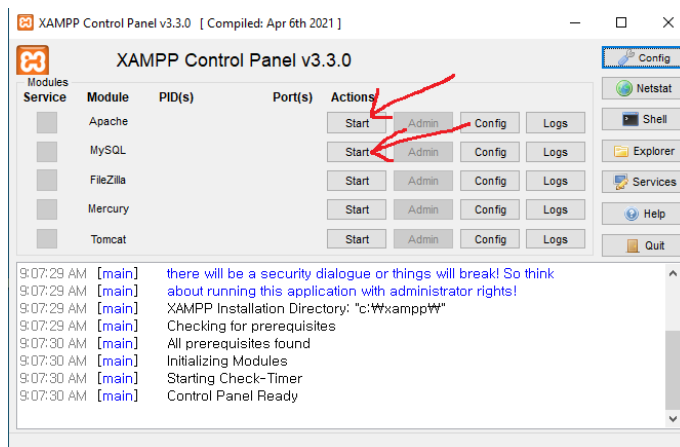 XAMPP Control Panel v3.3.0 [ Compiled: Apr 6th 2021 ]
XAMPP Control Panel v3.3.0
Config
Modules
Service Module PID(s) Port(s) Actions
Netstat
Apache Start Admin Config Logs
Shell
MySQL Start Admin Config Logs
Explorer
FileZilla Start Admin Config Logs
Services
Mercury Start Admin Config Logs
Help
Tomcat Start Admin Config Logs
Quit
9:07:29 AM [main] there will be a security dialogue or things will break! So think
9:07:29 AM [main] about running this application with administrator rights!
9:07:29 AM [main] XAMPP Installation Directory: "c:₩xampp₩"
9:07:29 AM [main] Checking for prerequisites
9:07:30 AM [main] All prerequisites found
9:07:30 AM [main] Initializing Modules
9:07:30 AM [main] Starting Check-Timer
9:07:30 AM [main] Control Panel Ready